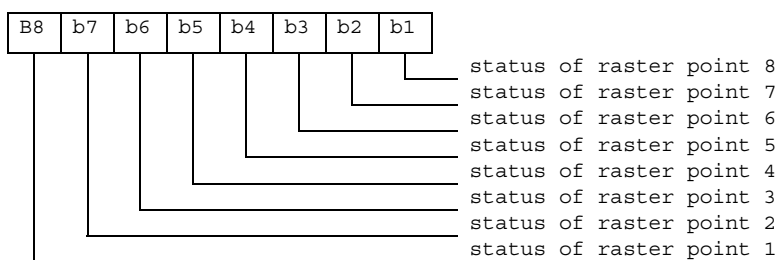 B8 b7 b6 b5 b4 b3 b2 b1
status of raster point 8
status of raster point 7
status of raster point 6
status of raster point 5
status of raster point 4
status of raster point 3
status of raster point 2
status of raster point 1